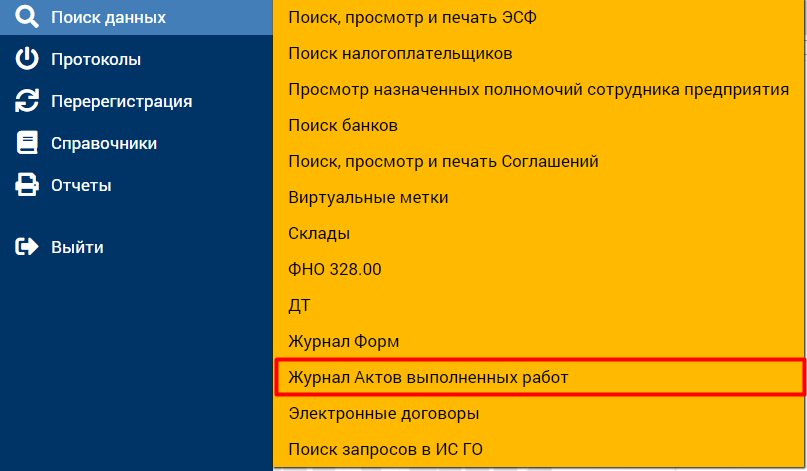 Поиск данных
Протоколы
Перерегистрация
Справочники
Отчеты
Выйти
Поиск, просмотр и печать ЭСФ
Поиск налогоплательщиков
Просмотр назначенных полномочий сотрудника предприятия
Поиск банков
Поиск, просмотр и печать Соглашений
Виртуальные метки
Склады
ФНО 328.00
ДТ
Журнал Форм
Журнал Актов выполненных работ
Электронные договоры
Поиск запросов в ИС ГО